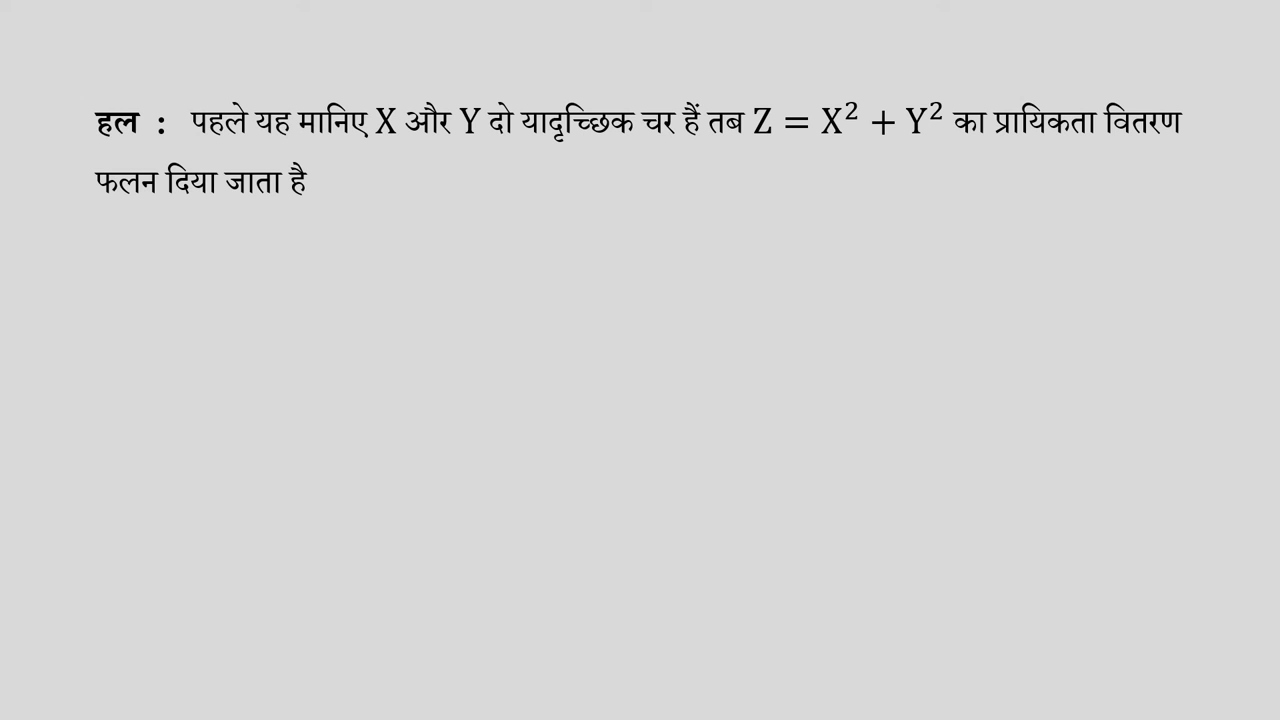 हल : पहले यह मानिए X और Y दो यादृच्छिक चर हैं तब Z = X² + Y² का प्रायिकता वितरण
फलन दिया जाता है